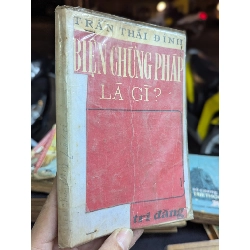 TRẦN THÁI ĐỈNH
BIỆN CHỨNG PHÁP
LÀ GÌ?
trí đăng